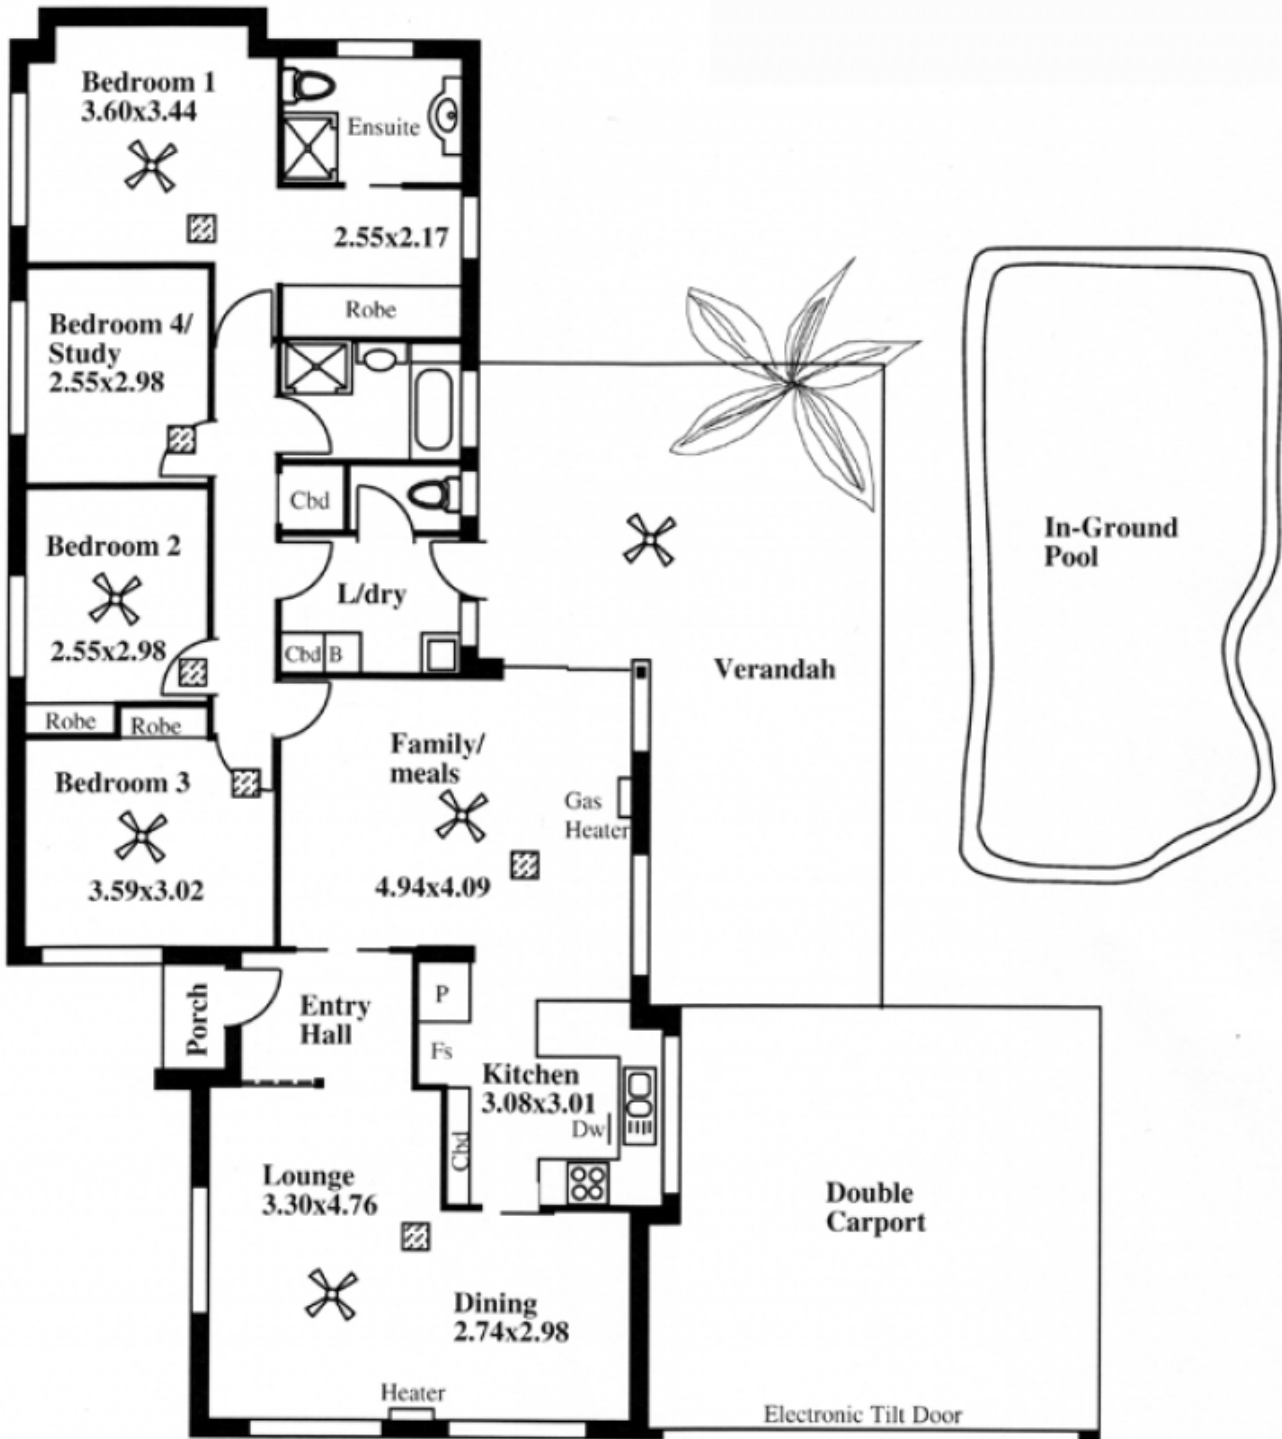 Bedroom 1
3.60x3.44
Ensuite
2.55x2.17
Robe
Bedroom 4/
Study
2.55x2.98
Cbd
Bedroom 2
2.55x2.98
L/dry
Cbd B
Robe
Robe
Bedroom 3
3.59x3.02
Family/
meals
4.94x4.09
Gas
Heater
Verandah
In-Ground
Pool
Porch
Entry
Hall
P
Fs
Kitchen
3.08x3.01
Dw
Cbd
Lounge
3.30x4.76
Dining
2.74x2.98
Heater
Double
Carport
Electronic Tilt Door